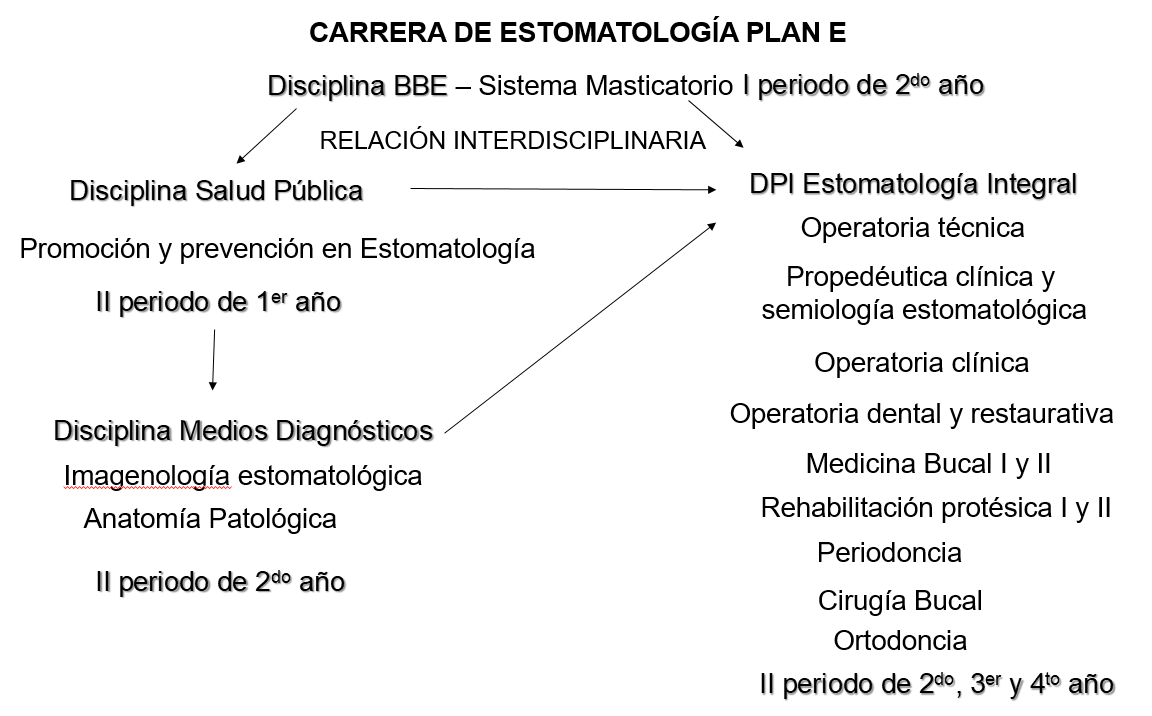 CARRERA DE ESTOMATOLOGÍA PLAN E
Disciplina BBE – Sistema Masticatorio I periodo de 2do año
RELACIÓN INTERDISCIPLINARIA
Disciplina Salud Pública
Promoción y prevención en Estomatología
II periodo de 1er año
Disciplina Medios Diagnósticos
Imagenología estomatológica
Anatomía Patológica
II periodo de 2do año
DPI Estomatología Integral
Operatoria técnica
Propedéutica clínica y
semiología estomatológica
Operatoria clínica
Operatoria dental y restaurativa
Medicina Bucal I y II
Rehabilitación protésica I y II
Periodoncia
Cirugía Bucal
Ortodoncia
II periodo de 2do, 3er y 4to año